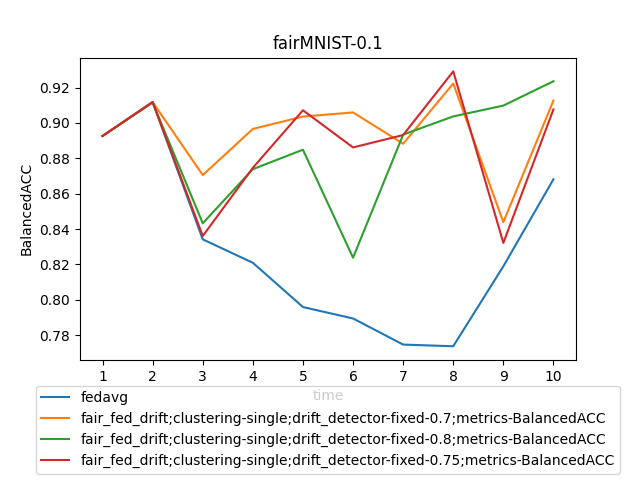 fairMNIST-0.1
BalancedACC
0.92
0.90
0.88
0.86
0.84
0.82
0.80
0.78
1 2 3 4 5 6 7 8 9 10
time
fedavg
fair_fed_drift;clustering-single;drift_detector-fixed-0.7;metrics-BalancedACC
fair_fed_drift;clustering-single;drift_detector-fixed-0.8;metrics-BalancedACC
fair_fed_drift;clustering-single;drift_detector-fixed-0.75;metrics-BalancedACC